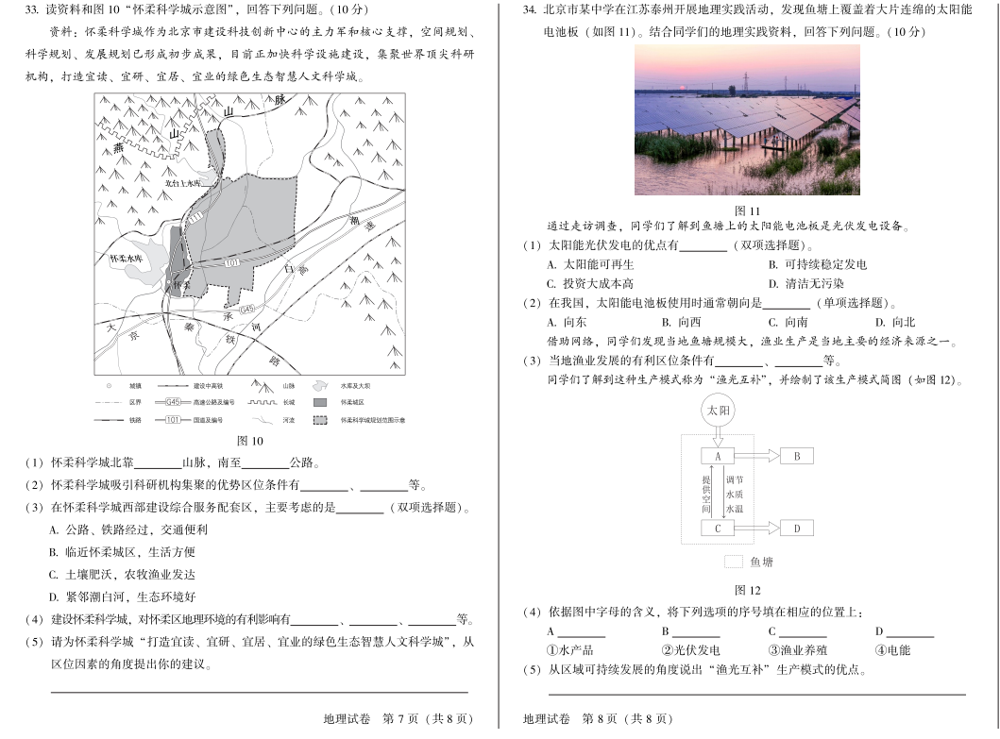 33. 读资料和图 10 “怀柔科学城示意图”，回答下列问题。（10 分）
资料：怀柔科学城作为北京市建设科技创新中心的主力军和核心支撑，空间规划、
科学规划、发展规划已形成初步成果，目前正加快科学设施建设，集聚世界顶尖科研
机构，打造宜读、宜研、宜居、宜业的绿色生态智慧人文科学城。
燕
山
山
脉
北台上水库
111
怀柔水库
怀柔
101
潮
白
河
速
高
G45
承
大
京
秦
铁
路
城镇
建设中高铁
山脉
水库及大坝
区界
G45 高速公路及编号
长城
怀柔城区
铁路
101 国道及编号
河流
怀柔科学城规划范围示意
图 10
（1）怀柔科学城北靠________山脉，南至________公路。
（2）怀柔科学城吸引科研机构集聚的优势区位条件有________、________等。
（3）在怀柔科学城西部建设综合服务配套区，主要考虑的是________（双项选择题）。
A. 公路、铁路经过，交通便利
B. 临近怀柔城区，生活方便
C. 土壤肥沃，农牧渔业发达
D. 紧邻潮白河，生态环境好
（4）建设怀柔科学城，对怀柔区地理环境的有利影响有________、________、________等。
（5）请为怀柔科学城“打造宜读、宜研、宜居、宜业的绿色生态智慧人文科学城”，从
区位因素的角度提出你的建议。
地理试卷 第 7 页（共 8 页）
34. 北京市某中学在江苏泰州开展地理实践活动，发现鱼塘上覆盖着大片连绵的太阳能
电池板（如图 11）。结合同学们的地理实践资料，回答下列问题。（10 分）
图 11
通过走访调查，同学们了解到鱼塘上的太阳能电池板是光伏发电设备。
（1）太阳能光伏发电的优点有________（双项选择题）。
A. 太阳能可再生 B. 可持续稳定发电
C. 投资大成本高 D. 清洁无污染
（2）在我国，太阳能电池板使用时通常朝向是________（单项选择题）。
A. 向东 B. 向西 C. 向南 D. 向北
借助网络，同学们发现当地鱼塘规模大，渔业生产是当地主要的经济来源之一。
（3）当地渔业发展的有利区位条件有________、________等。
同学们了解到这种生产模式称为“渔光互补”，并绘制了该生产模式简图（如图 12）。
太阳
A
B
提供空间
调节
水质
水温
C
D
鱼塘
图 12
（4）依据图中字母的含义，将下列选项的序号填在相应的位置上：
A________ B________ C________ D________
①水产品 ②光伏发电 ③渔业养殖 ④电能
（5）从区域可持续发展的角度说出“渔光互补”生产模式的优点。
地理试卷 第 8 页（共 8 页）